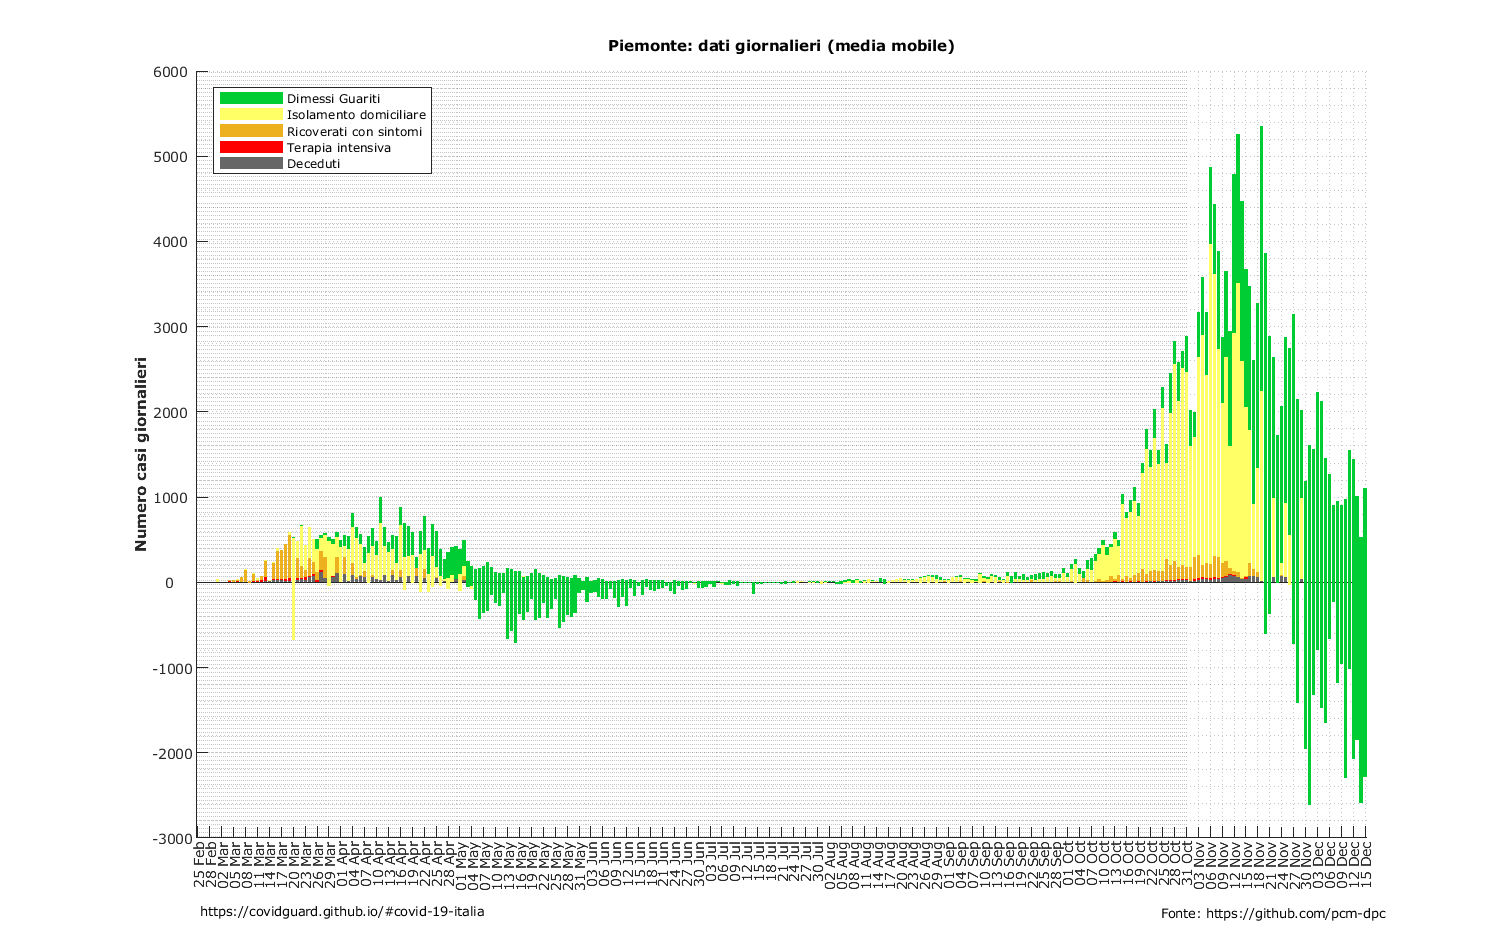 Piemonte: dati giornalieri (media mobile)
Dimessi Guariti
Isolamento domiciliare
Ricoverati con sintomi
Terapia intensiva
Deceduti
Numero casi giornalieri
6000
5000
4000
3000
2000
1000
0
-1000
-2000
-3000
25 Feb
28 Feb
02 Mar
05 Mar
08 Mar
11 Mar
14 Mar
17 Mar
20 Mar
23 Mar
26 Mar
29 Mar
01 Apr
04 Apr
07 Apr
10 Apr
13 Apr
16 Apr
19 Apr
22 Apr
25 Apr
28 Apr
01 May
04 May
07 May
10 May
13 May
16 May
19 May
22 May
25 May
28 May
31 May
03 Jun
06 Jun
09 Jun
12 Jun
15 Jun
18 Jun
21 Jun
24 Jun
27 Jun
30 Jun
03 Jul
06 Jul
09 Jul
12 Jul
15 Jul
18 Jul
21 Jul
24 Jul
27 Jul
30 Jul
02 Aug
05 Aug
08 Aug
11 Aug
14 Aug
17 Aug
20 Aug
23 Aug
26 Aug
29 Aug
01 Sep
04 Sep
07 Sep
10 Sep
13 Sep
16 Sep
19 Sep
22 Sep
25 Sep
28 Sep
01 Oct
04 Oct
07 Oct
10 Oct
13 Oct
16 Oct
19 Oct
22 Oct
25 Oct
28 Oct
31 Oct
03 Nov
06 Nov
09 Nov
12 Nov
15 Nov
18 Nov
21 Nov
24 Nov
27 Nov
30 Nov
03 Dec
06 Dec
09 Dec
12 Dec
15 Dec
https://covidguard.github.io/#covid-19-italia
Fonte: https://github.com/pcm-dpc